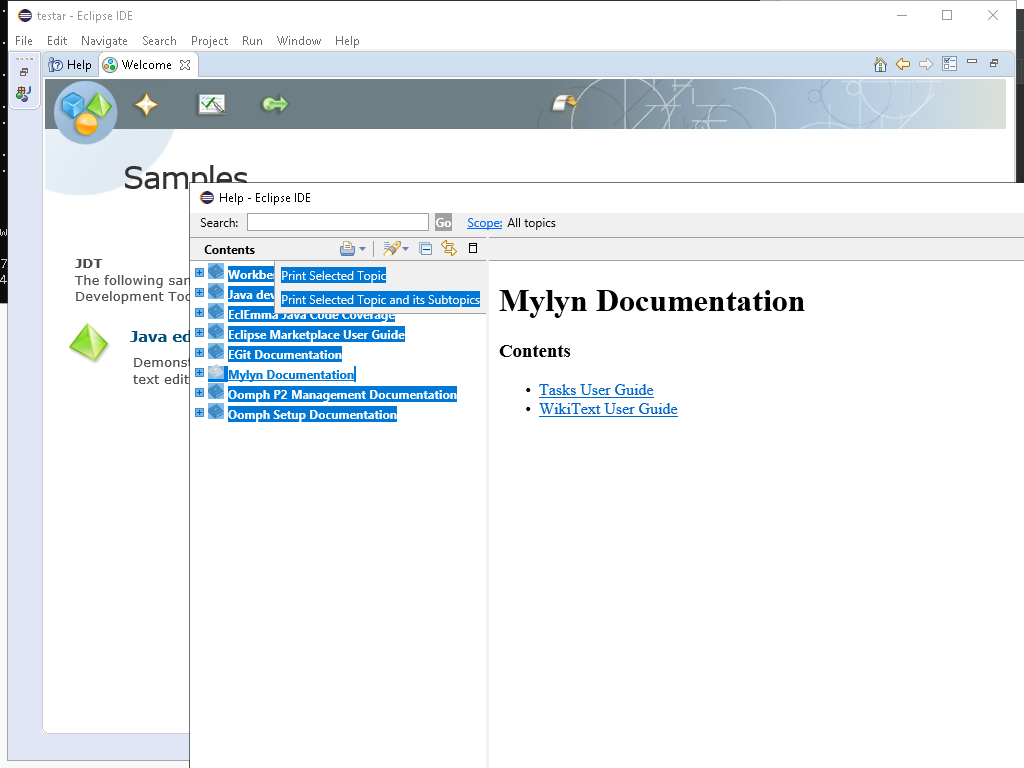 testar - Eclipse IDE
File Edit Navigate Search Project Run Window Help
Help Welcome
Samples
JDT
The following sar
Development Too
Java ed
Demonst
text edit
Help - Eclipse IDE
Search: Go Scope: All topics
Contents
Print Selected Topic
Print Selected Topic and its Subtopics
Workbe
Java dev
EclEmma Java Code Coverage
Eclipse Marketplace User Guide
EGit Documentation
Mylyn Documentation
Oomph P2 Management Documentation
Oomph Setup Documentation
Mylyn Documentation
Contents
Tasks User Guide
WikiText User Guide